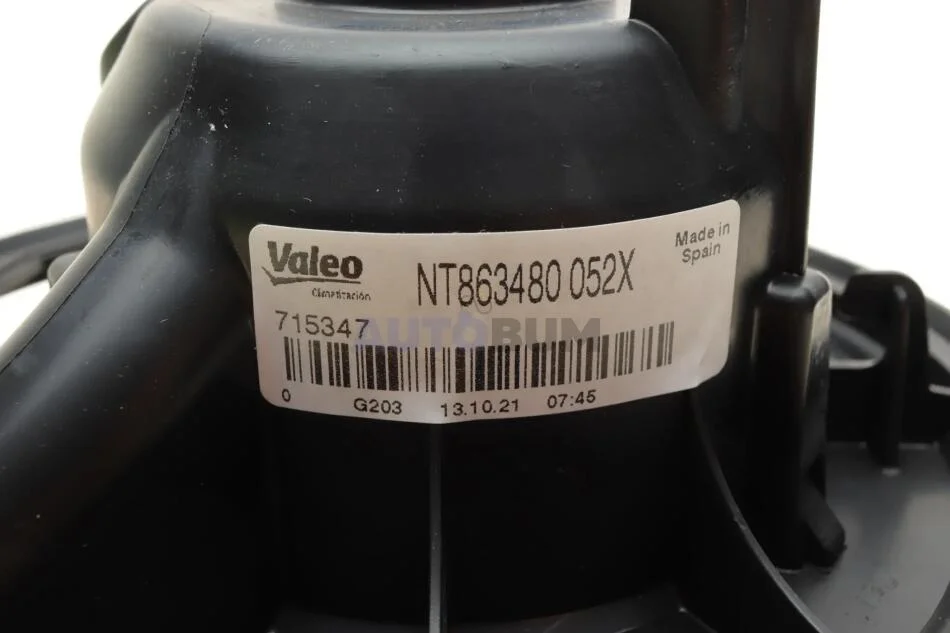 Valeo
Climatización
NT863480 052X
Made in
Spain
715347
AUTOBUM
0 G203 13.10.21 07:45